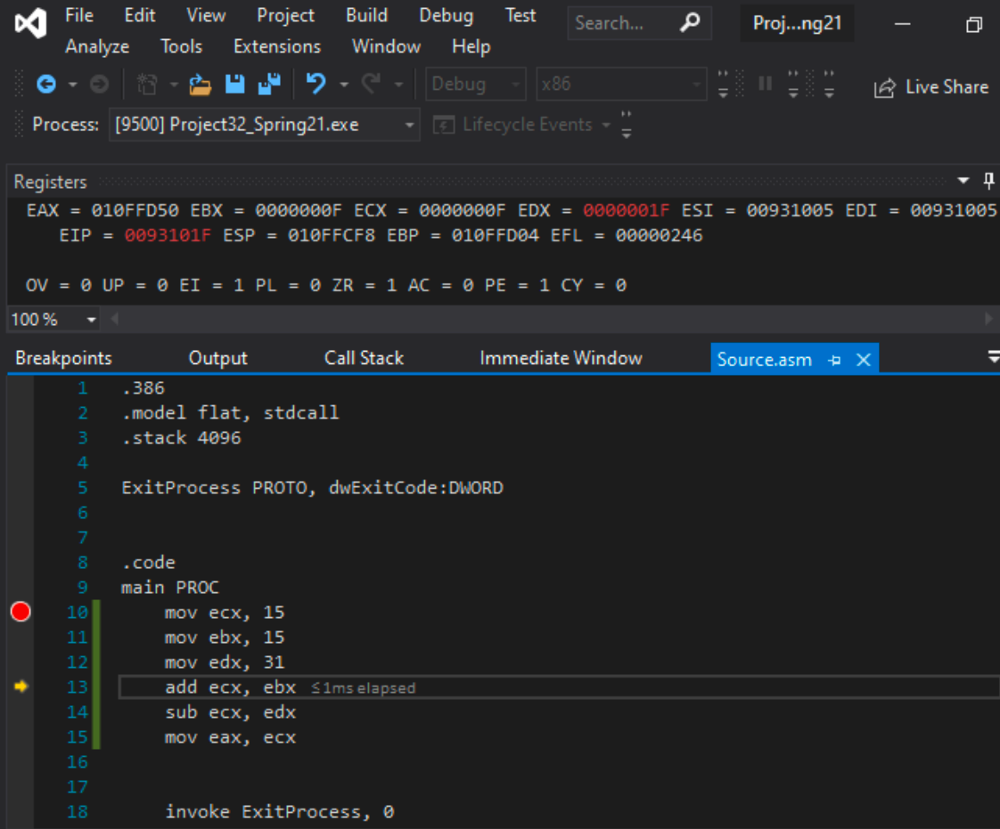 File Edit View Project Build Debug Test Search... Proj...ng21
Analyze Tools Extensions Window Help
Debug x86 Live Share
Process: [9500] Project32_Spring21.exe Lifecycle Events
Registers
EAX = 010FFD50 EBX = 0000000F ECX = 0000000F EDX = 0000001F ESI = 00931005 EDI = 00931005
EIP = 0093101F ESP = 010FFCF8 EBP = 010FFD04 EFL = 00000246
OV = 0 UP = 0 EI = 1 PL = 0 ZR = 1 AC = 0 PE = 1 CY = 0
100 %
Breakpoints Output Call Stack Immediate Window Source.asm
1 .386
2 .model flat, stdcall
3 .stack 4096
4
5 ExitProcess PROTO, dwExitCode:DWORD
6
7
8 .code
9 main PROC
10 mov ecx, 15
11 mov ebx, 15
12 mov edx, 31
13 add ecx, ebx ≤1ms elapsed
14 sub ecx, edx
15 mov eax, ecx
16
17
18 invoke ExitProcess, 0